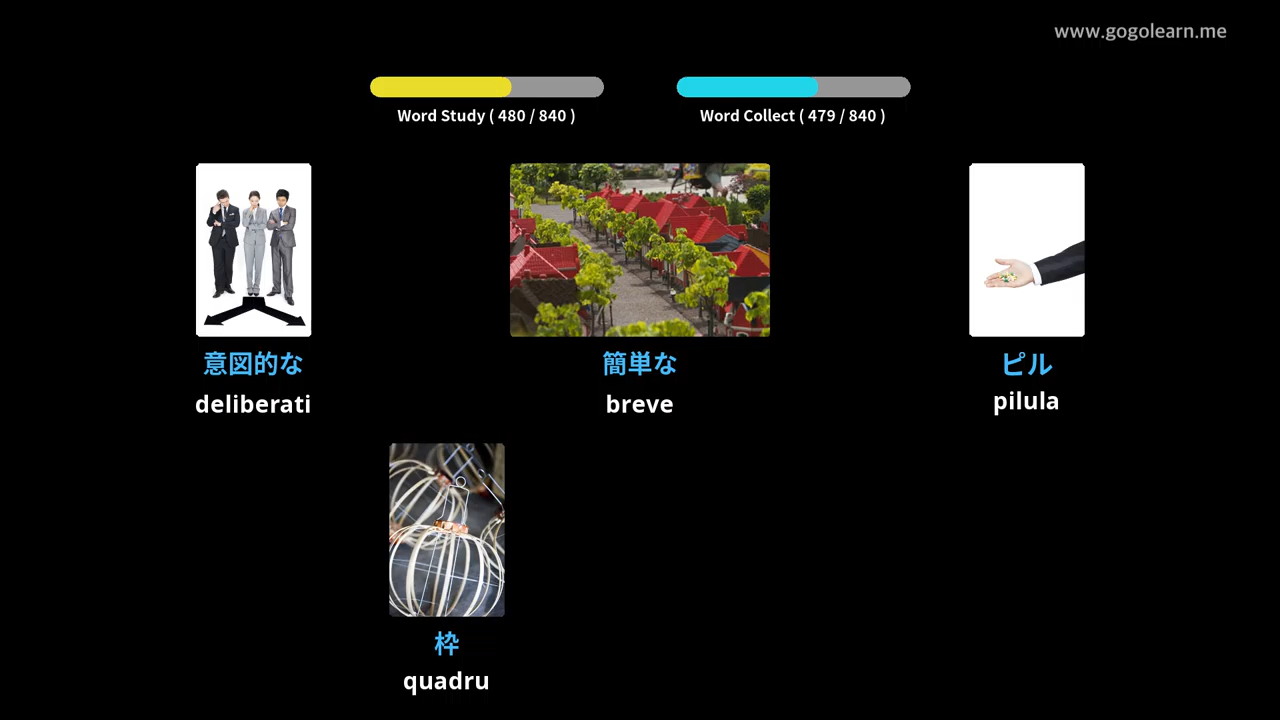 www.gogolearn.me
Word Study ( 480 / 840 )
Word Collect ( 479 / 840 )
意図的な
deliberati
簡単な
breve
ピル
pilula
枠
quadru